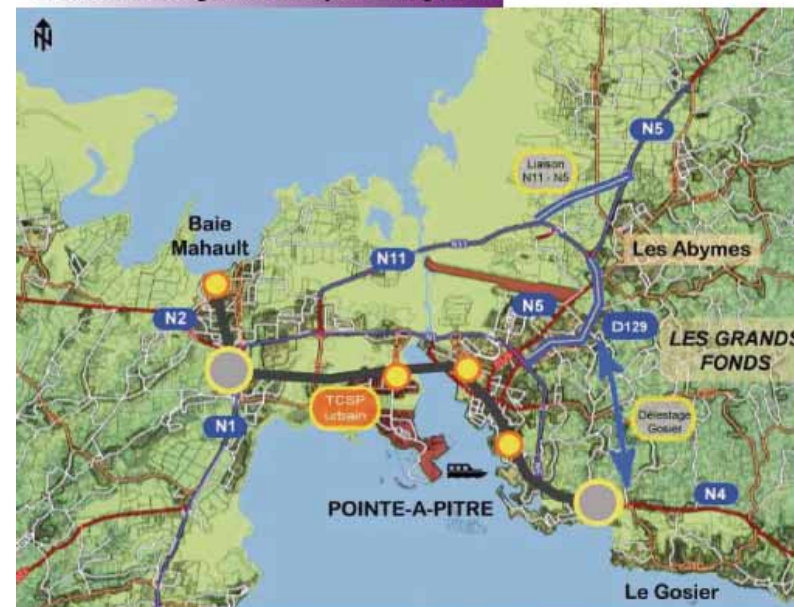 N
N5
Liaison
N11 - N5
Baie
Mahault
N11
N11
Les Abymes
N2
N5
D129
LES GRANDS
FONDS
TCSP
urbain
Délestage
Gosier
N1
POINTE-A-PITRE
N4
Le Gosier